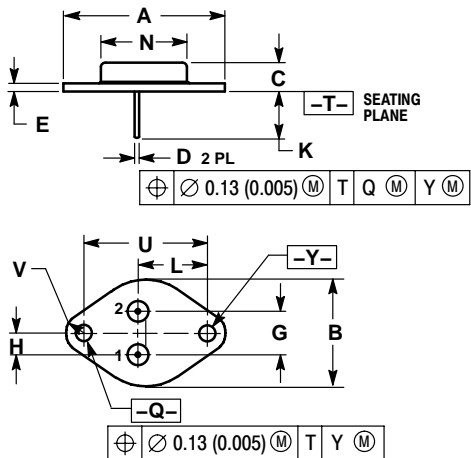 A
N
C
E
–T– SEATING
PLANE
D 2 PL
K
⌖ ∅ 0.13 (0.005) Ⓜ T Q Ⓜ Y Ⓜ
U
V
L
–Y–
2
H
G
B
1
–Q–
⌖ ∅ 0.13 (0.005) Ⓜ T Y Ⓜ